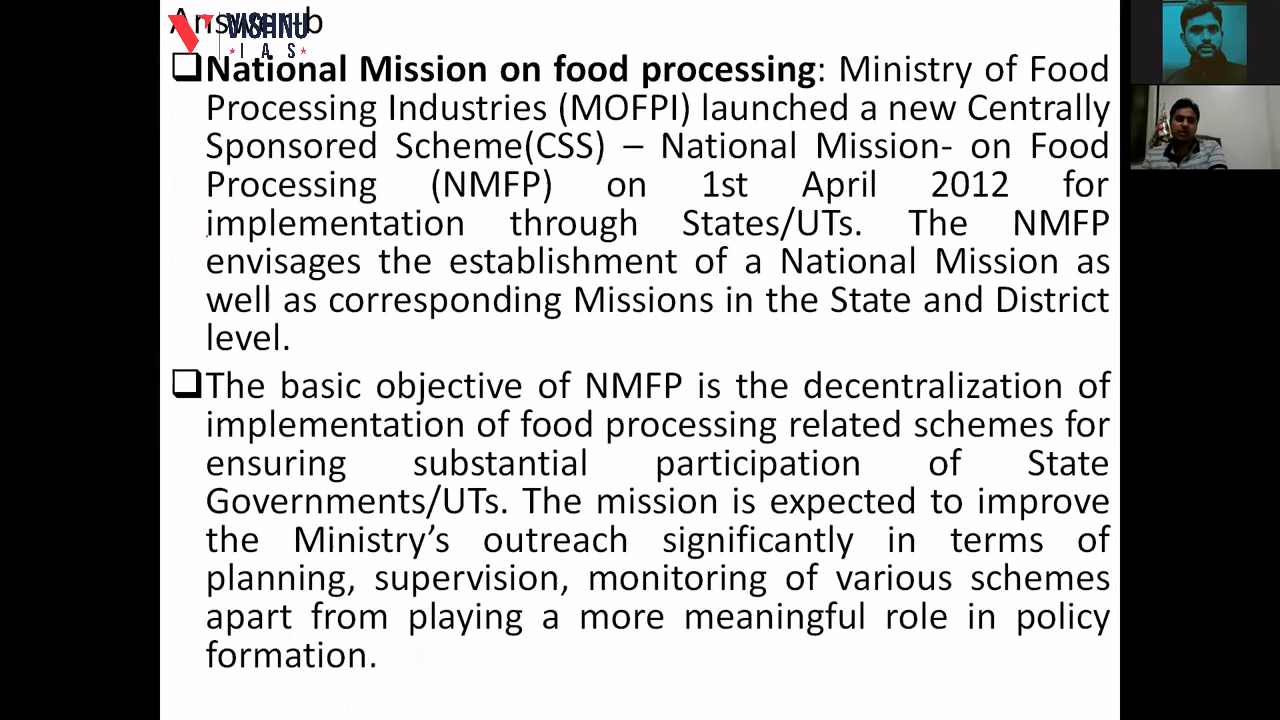 Answer-b
VISHNU
I A S
❑National Mission on food processing: Ministry of Food
Processing Industries (MOFPI) launched a new Centrally
Sponsored Scheme(CSS) – National Mission- on Food
Processing (NMFP) on 1st April 2012 for
implementation through States/UTs. The NMFP
envisages the establishment of a National Mission as
well as corresponding Missions in the State and District
level.
❑The basic objective of NMFP is the decentralization of
implementation of food processing related schemes for
ensuring substantial participation of State
Governments/UTs. The mission is expected to improve
the Ministry’s outreach significantly in terms of
planning, supervision, monitoring of various schemes
apart from playing a more meaningful role in policy
formation.